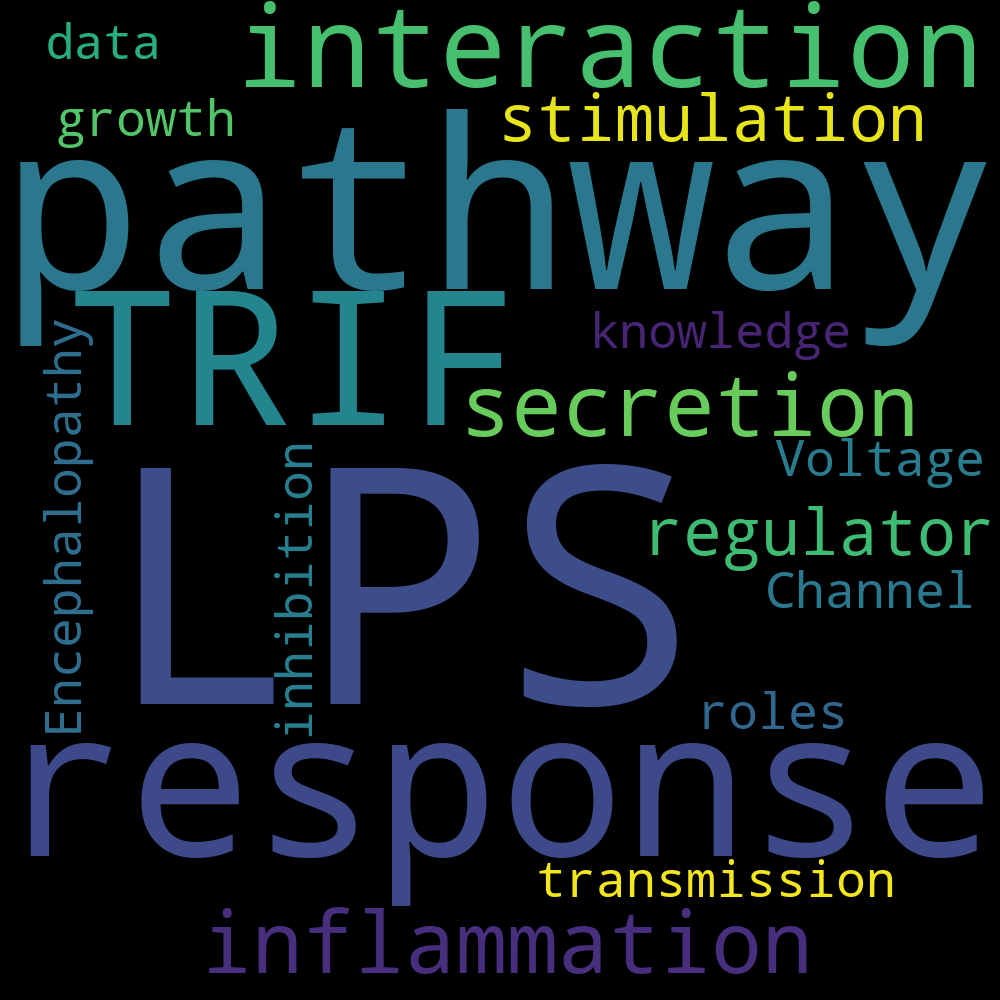 interaction
data
growth
stimulation
pathway
TRIF
knowledge
secretion
Encephalopathy
inhibition
Voltage
LPS
regulator
Channel
roles
response
transmission
inflammation